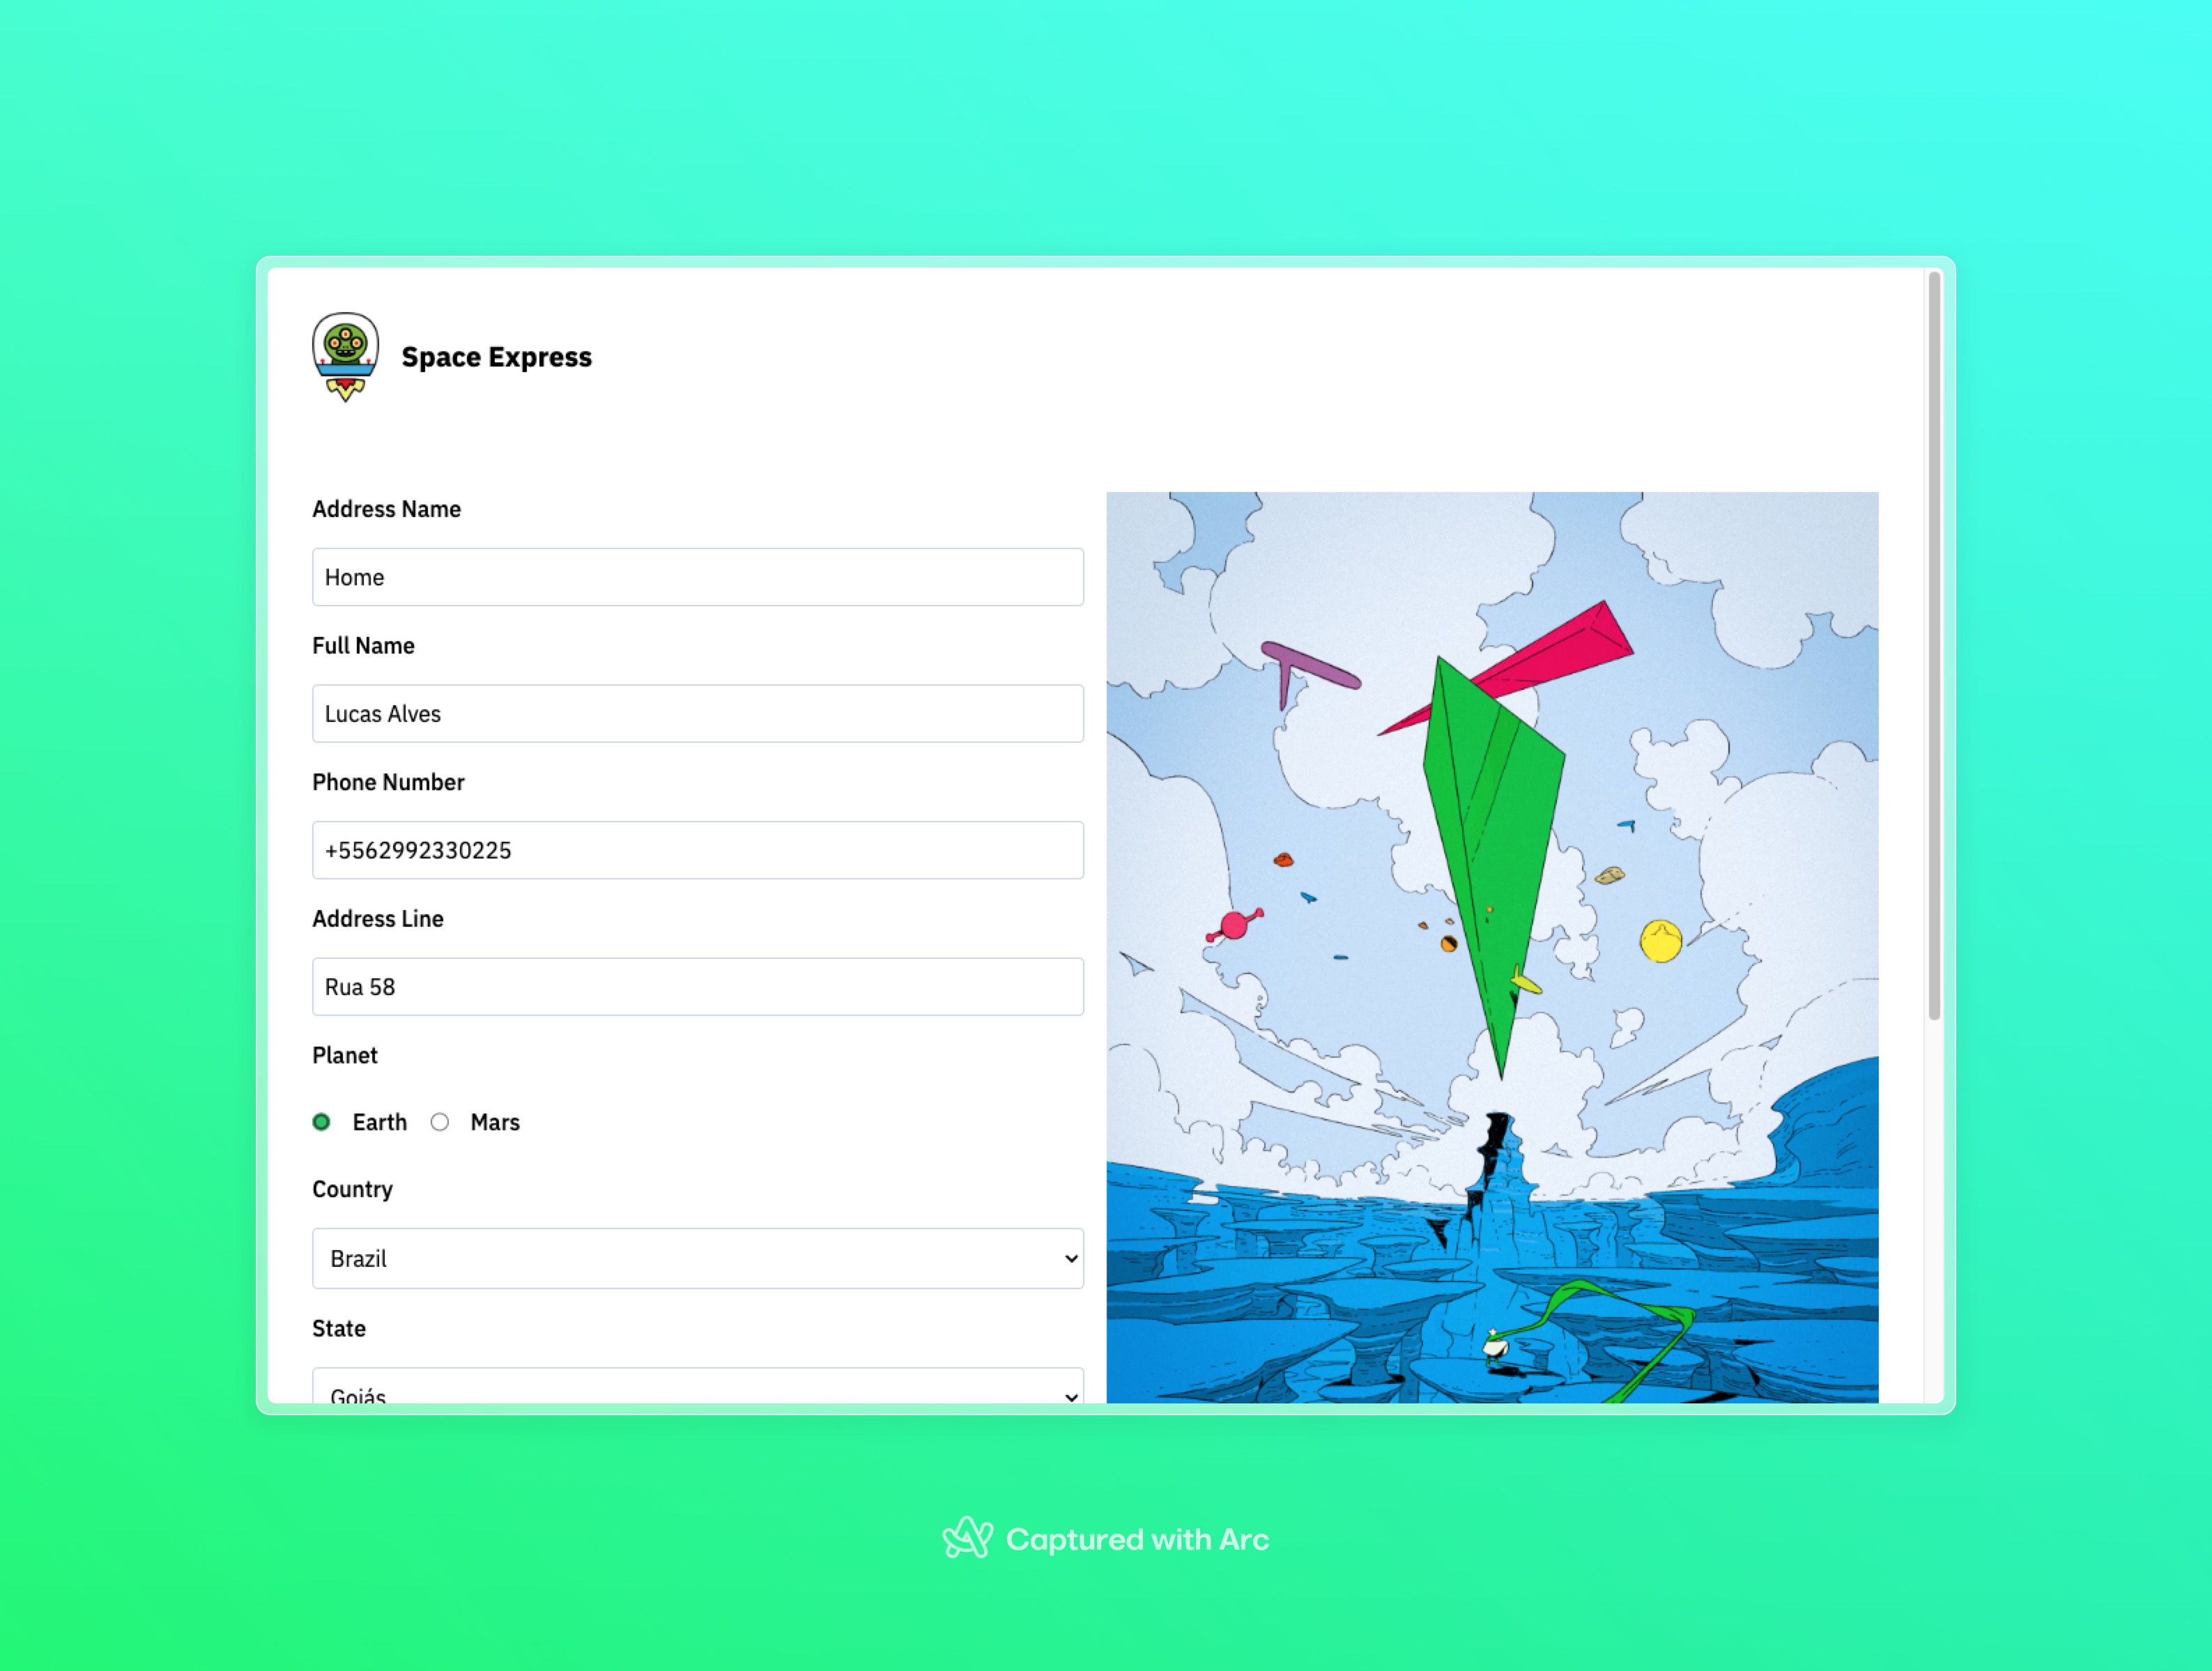 Space Express
Address Name
Home
Full Name
Lucas Alves
Phone Number
+5562992330225
Address Line
Rua 58
Planet
Earth Mars
Country
Brazil
State
Goiás
Captured with Arc